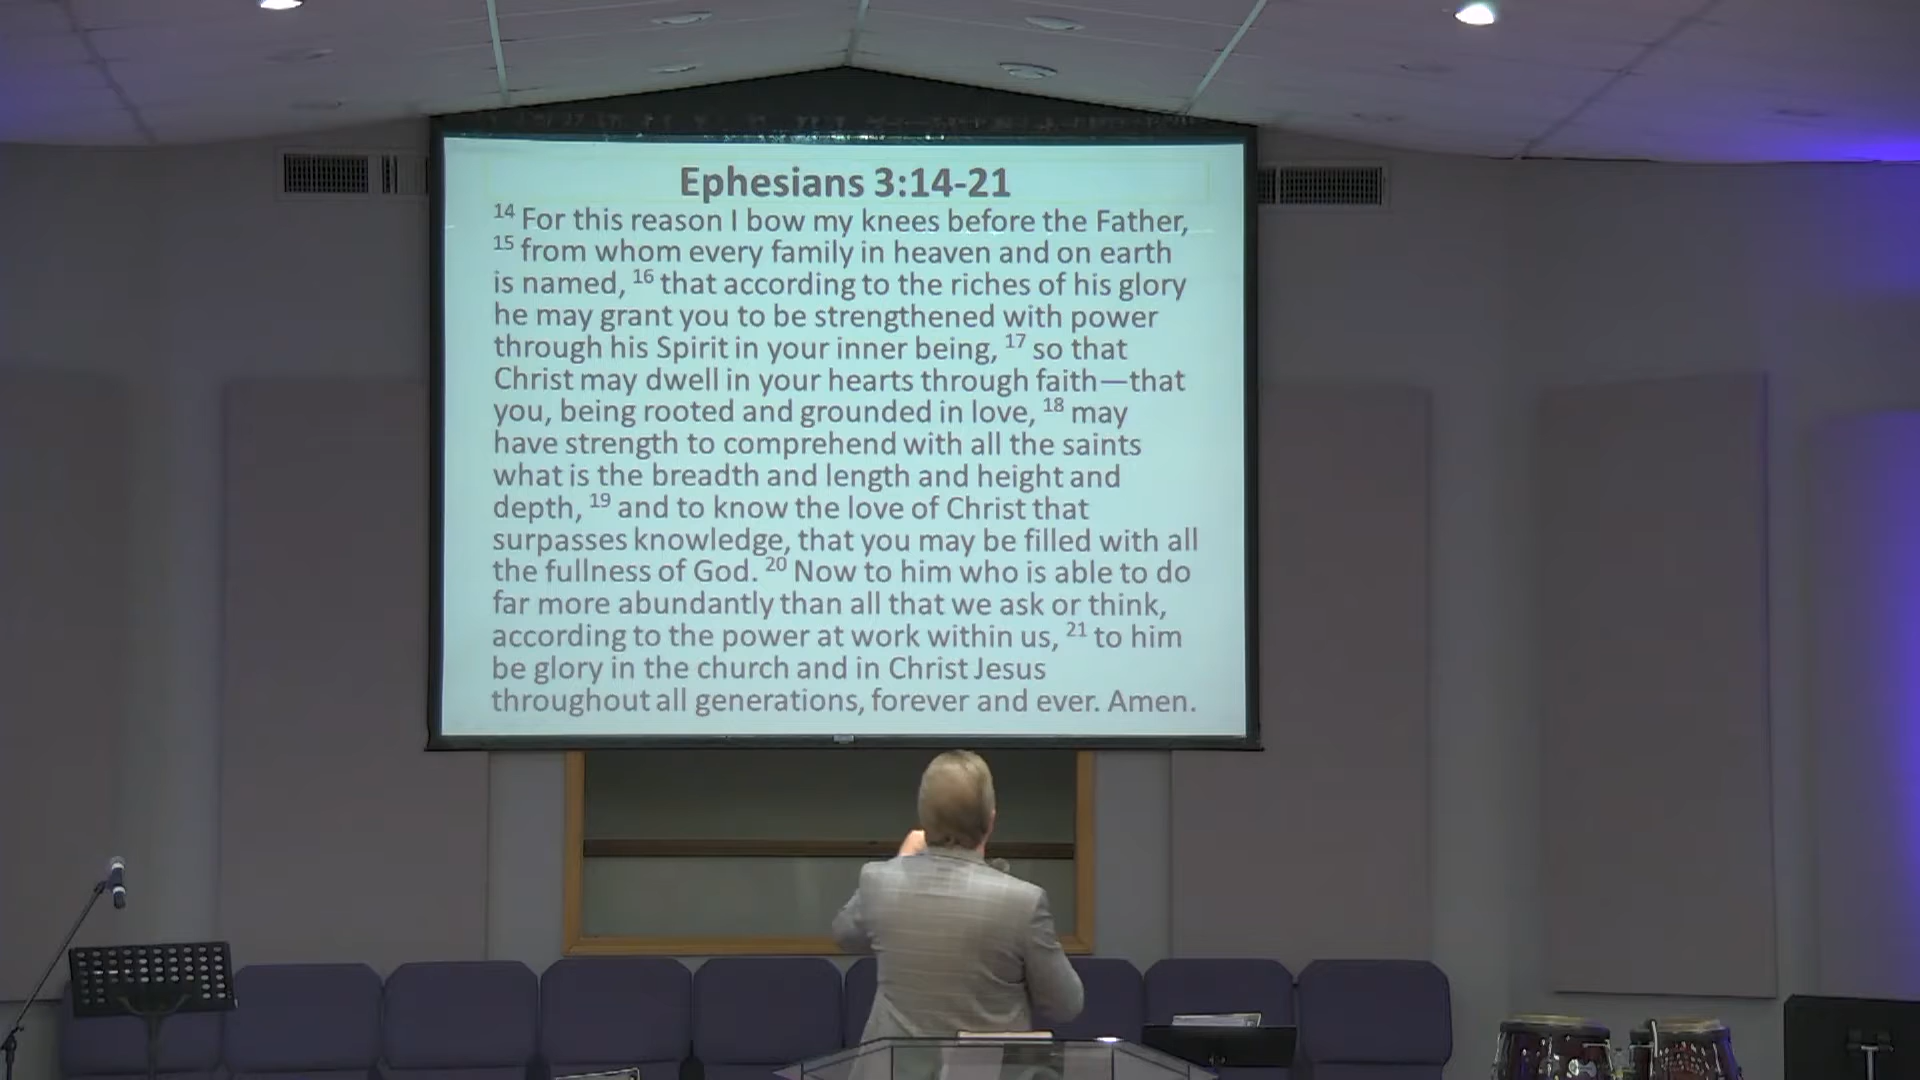 Ephesians 3:14-21
14 For this reason I bow my knees before the Father,
15 from whom every family in heaven and on earth
is named, 16 that according to the riches of his glory
he may grant you to be strengthened with power
through his Spirit in your inner being, 17 so that
Christ may dwell in your hearts through faith—that
you, being rooted and grounded in love, 18 may
have strength to comprehend with all the saints
what is the breadth and length and height and
depth, 19 and to know the love of Christ that
surpasses knowledge, that you may be filled with all
the fullness of God. 20 Now to him who is able to do
far more abundantly than all that we ask or think,
according to the power at work within us, 21 to him
be glory in the church and in Christ Jesus
throughout all generations, forever and ever. Amen.